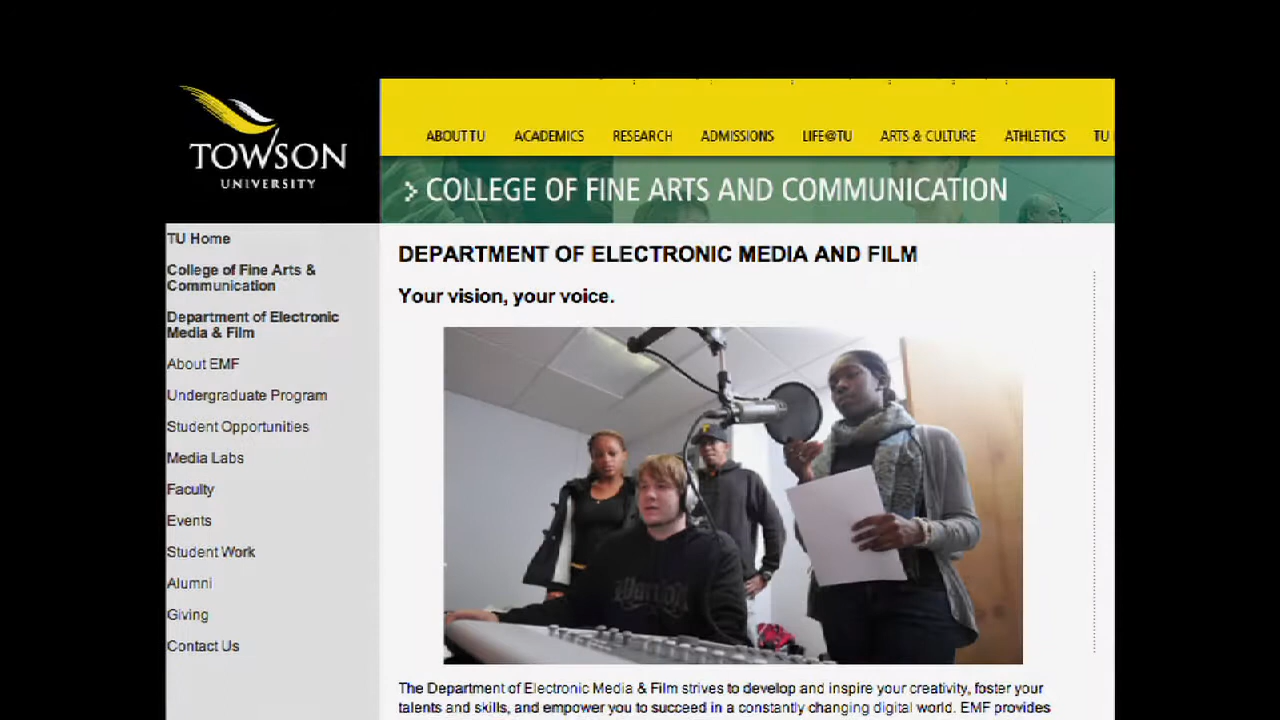 TOWSON
UNIVERSITY
ABOUT TU ACADEMICS RESEARCH ADMISSIONS LIFE@TU ARTS & CULTURE ATHLETICS TU
COLLEGE OF FINE ARTS AND COMMUNICATION
TU Home
College of Fine Arts &
Communication
Department of Electronic
Media & Film
About EMF
Undergraduate Program
Student Opportunities
Media Labs
Faculty
Events
Student Work
Alumni
Giving
Contact Us
DEPARTMENT OF ELECTRONIC MEDIA AND FILM
Your vision, your voice.
The Department of Electronic Media & Film strives to develop and inspire your creativity, foster your
talents and skills, and empower you to succeed in a constantly changing digital world. EMF provides